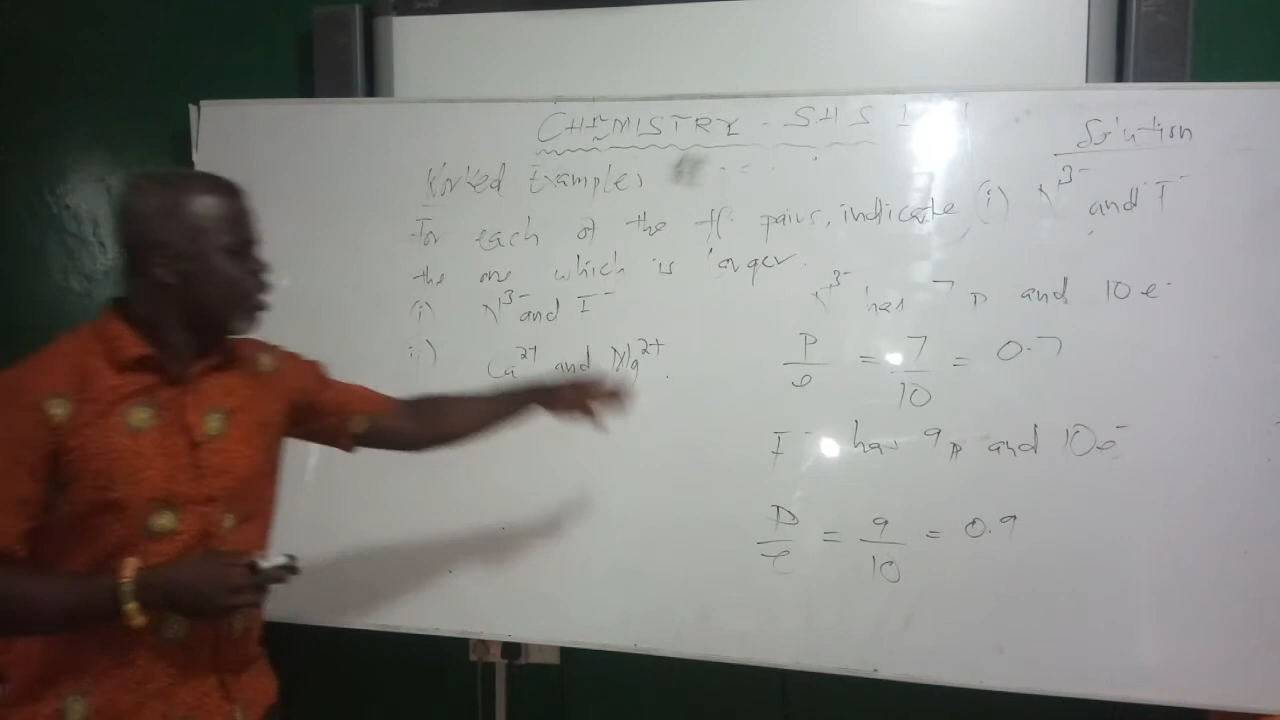 CHEMISTRY - SHS 1
Worked Examples
For each of the ff pairs, indicate
the one which is larger.
(i) N³⁻ and F⁻
ii) Ca²⁺ and Mg²⁺.
Solution
(i) N³⁻ and F⁻
N³⁻ has 7p and 10e⁻
P/e = 7/10 = 0.7
F⁻ has 9p and 10e⁻
P/e = 9/10 = 0.9